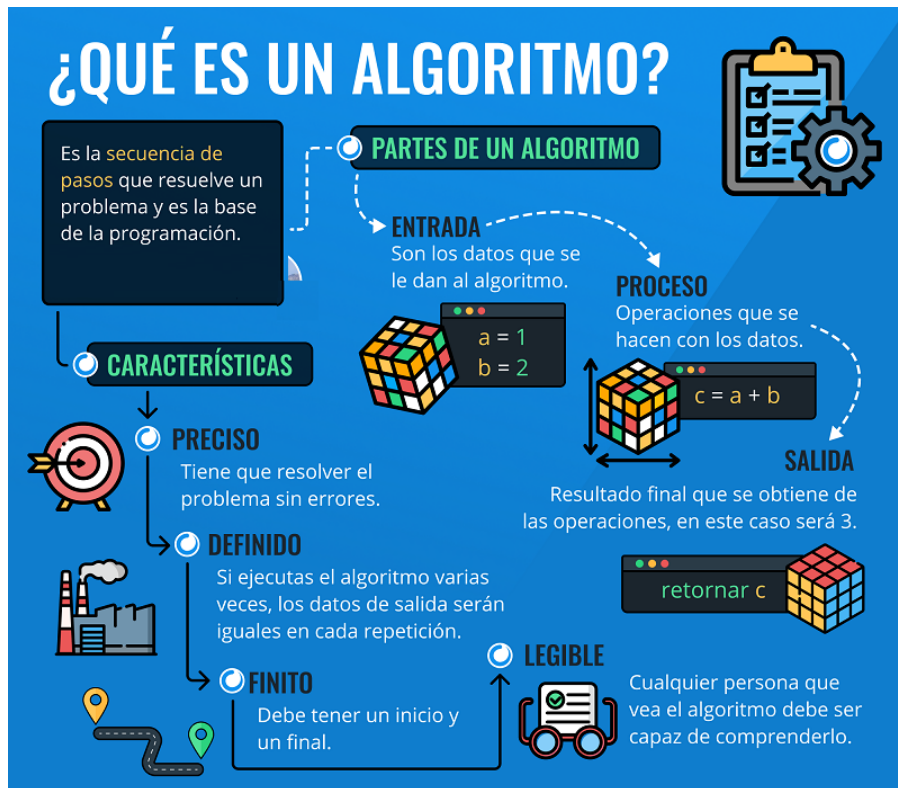 ¿QUÉ ES UN ALGORITMO?
Es la secuencia de
pasos que resuelve un
problema y es la base
de la programación.
PARTES DE UN ALGORITMO
ENTRADA
Son los datos que se
le dan al algoritmo.
a = 1
b = 2
PROCESO
Operaciones que se
hacen con los datos.
c = a + b
SALIDA
Resultado final que se obtiene de
las operaciones, en este caso será 3.
retornar c
CARACTERÍSTICAS
PRECISO
Tiene que resolver el
problema sin errores.
DEFINIDO
Si ejecutas el algoritmo varias
veces, los datos de salida serán
iguales en cada repetición.
FINITO
Debe tener un inicio y
un final.
LEGIBLE
Cualquier persona que
vea el algoritmo debe ser
capaz de comprenderlo.